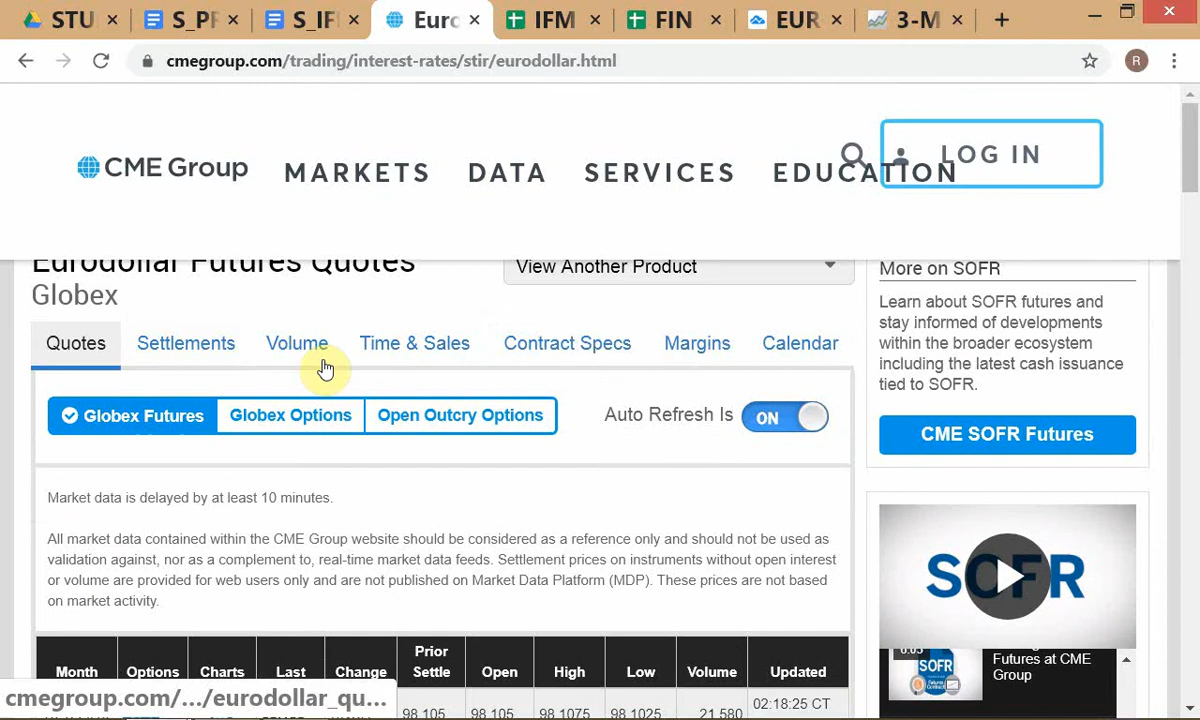 STU
S_PF
S_IFI
Euro
IFM
FIN
EUR
3-M
cmegroup.com/trading/interest-rates/stir/eurodollar.html
R
CME Group
MARKETS
DATA
SERVICES
EDUCATION
LOG IN
Eurodollar Futures Quotes
Globex
View Another Product
Quotes
Settlements
Volume
Time & Sales
Contract Specs
Margins
Calendar
Globex Futures
Globex Options
Open Outcry Options
Auto Refresh Is
ON
Market data is delayed by at least 10 minutes.
All market data contained within the CME Group website should be considered as a reference only and should not be used as
validation against, nor as a complement to, real-time market data feeds. Settlement prices on instruments without open interest
or volume are provided for web users only and are not published on Market Data Platform (MDP). These prices are not based
on market activity.
Month Options Charts Last Change Prior Settle Open High Low Volume Updated
98.105 98.105 98.1075 98.1025 21,580 02:18:25 CT
More on SOFR
Learn about SOFR futures and
stay informed of developments
within the broader ecosystem
including the latest cash issuance
tied to SOFR.
CME SOFR Futures
SOFR
6:05
SOFR
Futures at CME
Group
cmegroup.com/.../eurodollar_qu...